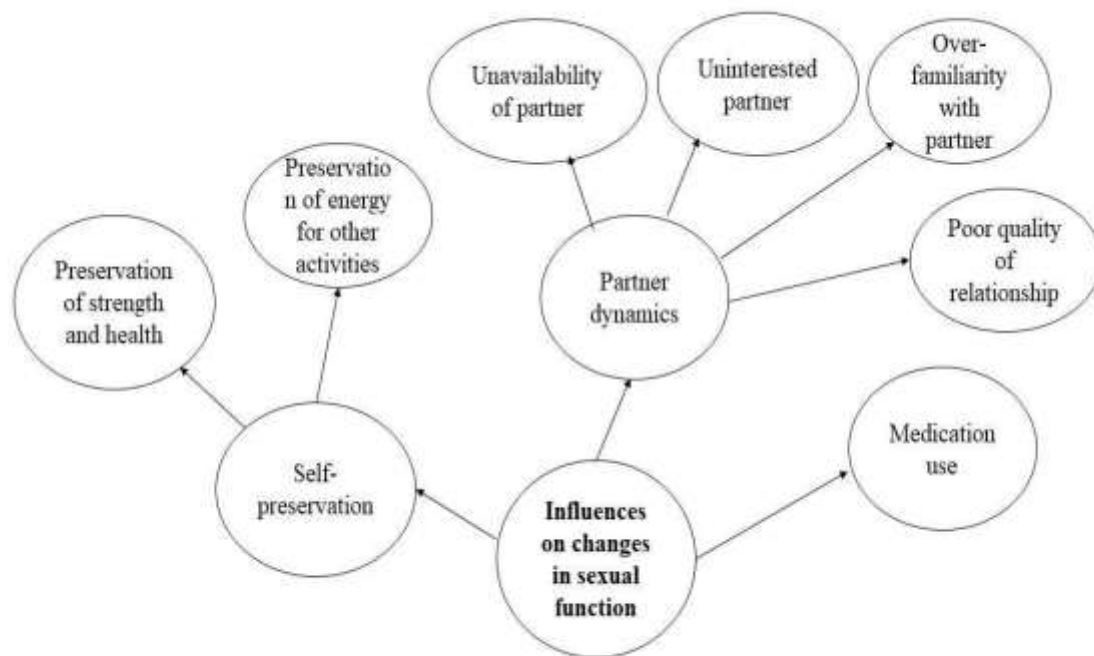 Unavailability
of partner
Uninterested
partner
Over-
familiarity
with
partner
Preservatio
n of energy
for other
activities
Preservation
of strength
and health
Partner
dynamics
Poor quality
of
relationship
Medication
use
Self-
preservation
Influences
on changes
in sexual
function